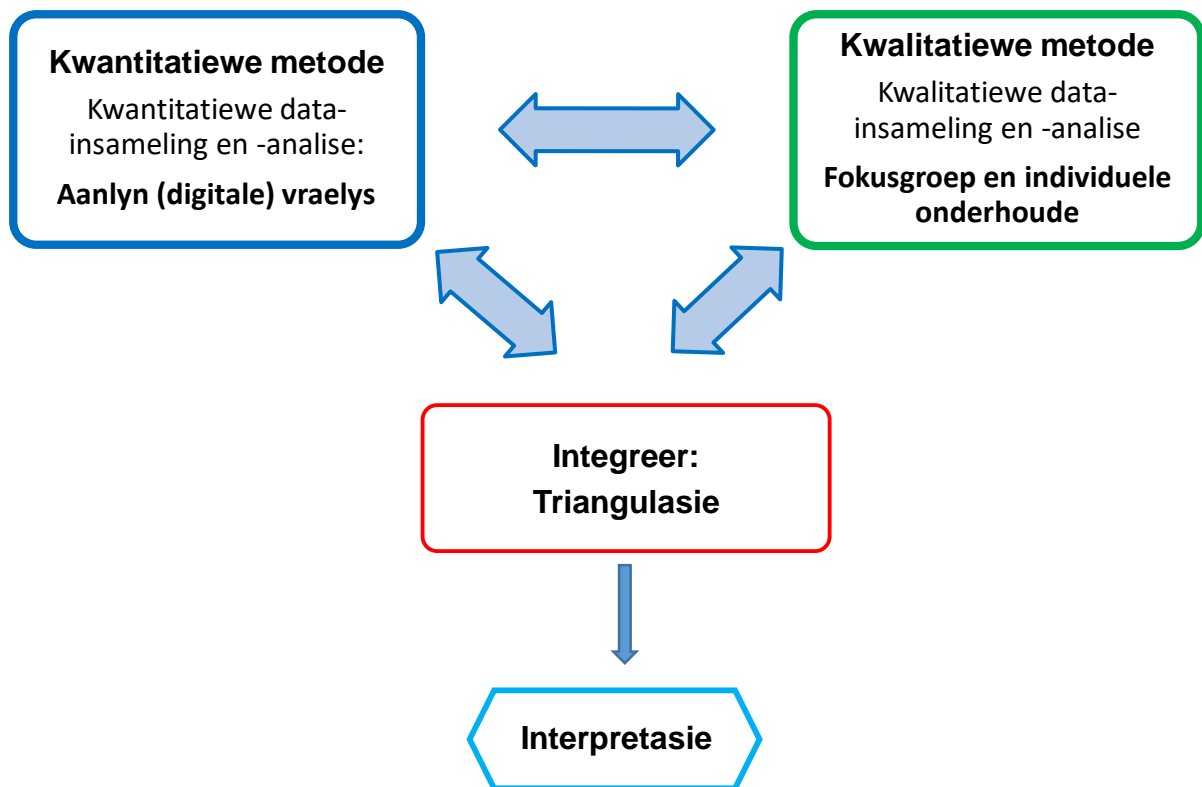 Kwantitatiewe metode
Kwantitatiewe data-
insameling en -analise:
Aanlyn (digitale) vraelys
Kwalitatiewe metode
Kwalitatiewe data-
insameling en -analise
Fokusgroep en individuele
onderhoude
Integreer:
Triangulasie
Interpretasie